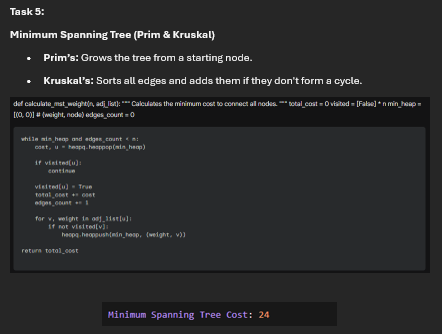 Task 5:
Minimum Spanning Tree (Prim & Kruskal)
• Prim's: Grows the tree from a starting node.
• Kruskal's: Sorts all edges and adds them if they don't form a cycle.
def calculate_mst_weight(n, adj_list): """ Calculates the minimum cost to connect all nodes. """ total_cost = 0 visited = [False] * n min_heap =
[(0, 0)] # (weight, node) edges_count = 0
while min_heap and edges_count < n:
cost, u = heapq.heappop(min_heap)
if visited[u]:
continue
visited[u] = True
total_cost += cost
edges_count += 1
for v, weight in adj_list[u]:
if not visited[v]:
heapq.heappush(min_heap, (weight, v))
return total_cost
Minimum Spanning Tree Cost: 24